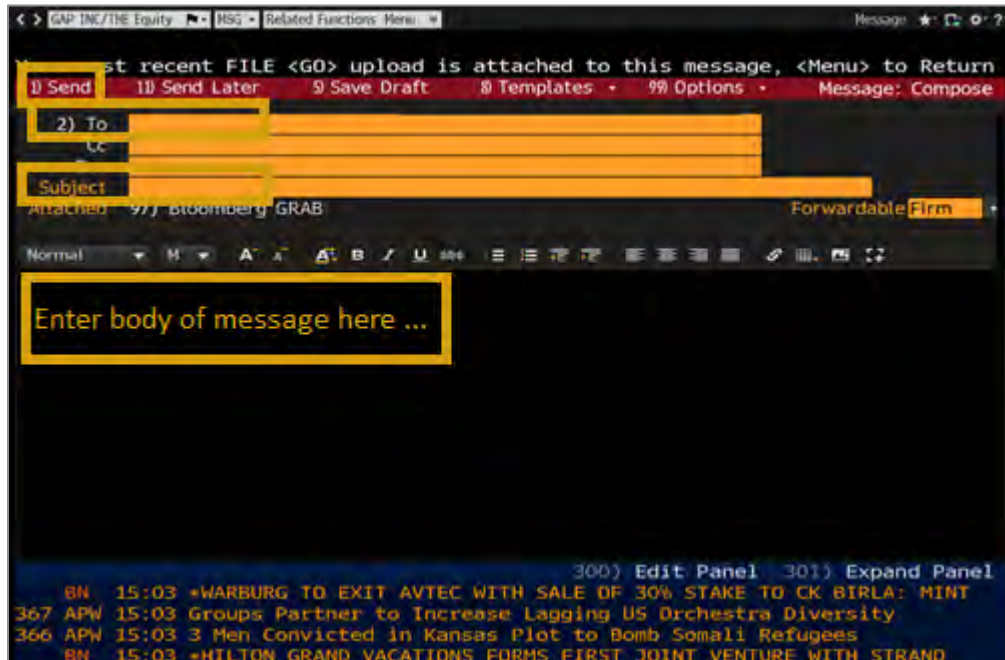 < > GAP INC/THE Equity MSG Related Functions Menu Message ?
st recent FILE <GO> upload is attached to this message, <Menu> to Return
1) Send 11) Send Later 5) Save Draft 8) Templates 99) Options Message: Compose
2) To
Cc
Subject
Attached 97) Bloomberg GRAB Forwardable Firm
Normal M A A A B I U abc
Enter body of message here ...
300) Edit Panel 301) Expand Panel
BN 15:03 *WARBURG TO EXIT AVTEC WITH SALE OF 30% STAKE TO CK BIRLA: MINT
367 APW 15:03 Groups Partner to Increase Lagging US Orchestra Diversity
366 APW 15:03 3 Men Convicted in Kansas Plot to Bomb Somali Refugees
BN 15:03 *HILTON GRAND VACATIONS FORMS FIRST JOINT VENTURE WITH STRAND